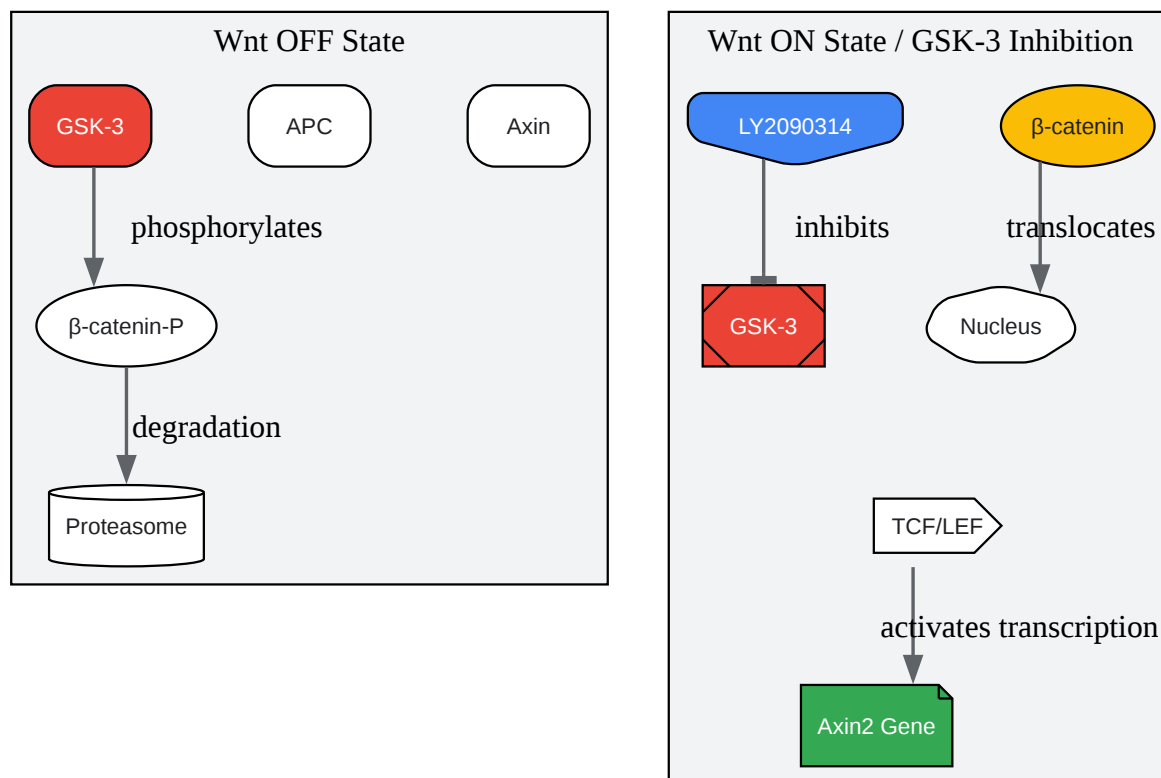 Wnt OFF State
GSK-3
APC
Axin
phosphorylates
β-catenin-P
degradation
Proteasome
Wnt ON State / GSK-3 Inhibition
LY2090314
β-catenin
inhibits
translocates
GSK-3
Nucleus
TCF/LEF
activates transcription
Axin2 Gene